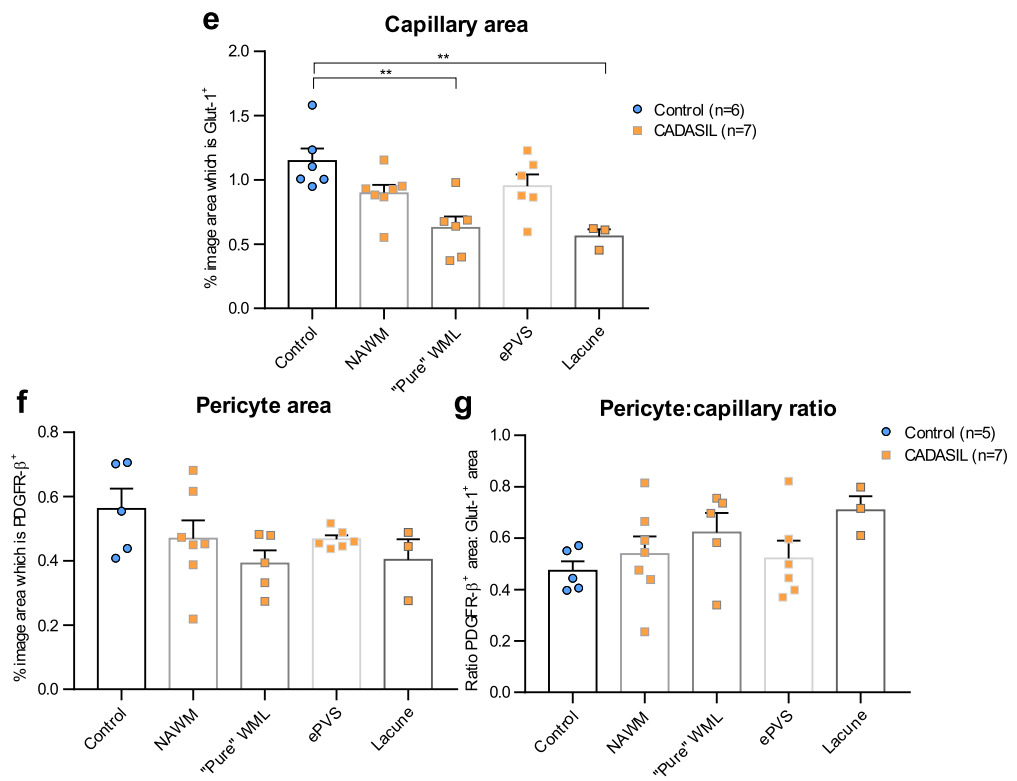 e
Capillary area
% image area which is Glut-1⁺
2.0
1.5
1.0
0.5
0.0
**
**
Control (n=6)
CADASIL (n=7)
Control
NAWM
"Pure" WML
ePVS
Lacune
f
Pericyte area
% image area which is PDGFR-β⁺
0.8
0.6
0.4
0.2
0.0
Control
NAWM
"Pure" WML
ePVS
Lacune
g
Pericyte:capillary ratio
Ratio PDGFR-β⁺ area: Glut-1⁺ area
1.0
0.8
0.6
0.4
0.2
0.0
Control (n=5)
CADASIL (n=7)
Control
NAWM
"Pure" WML
ePVS
Lacune